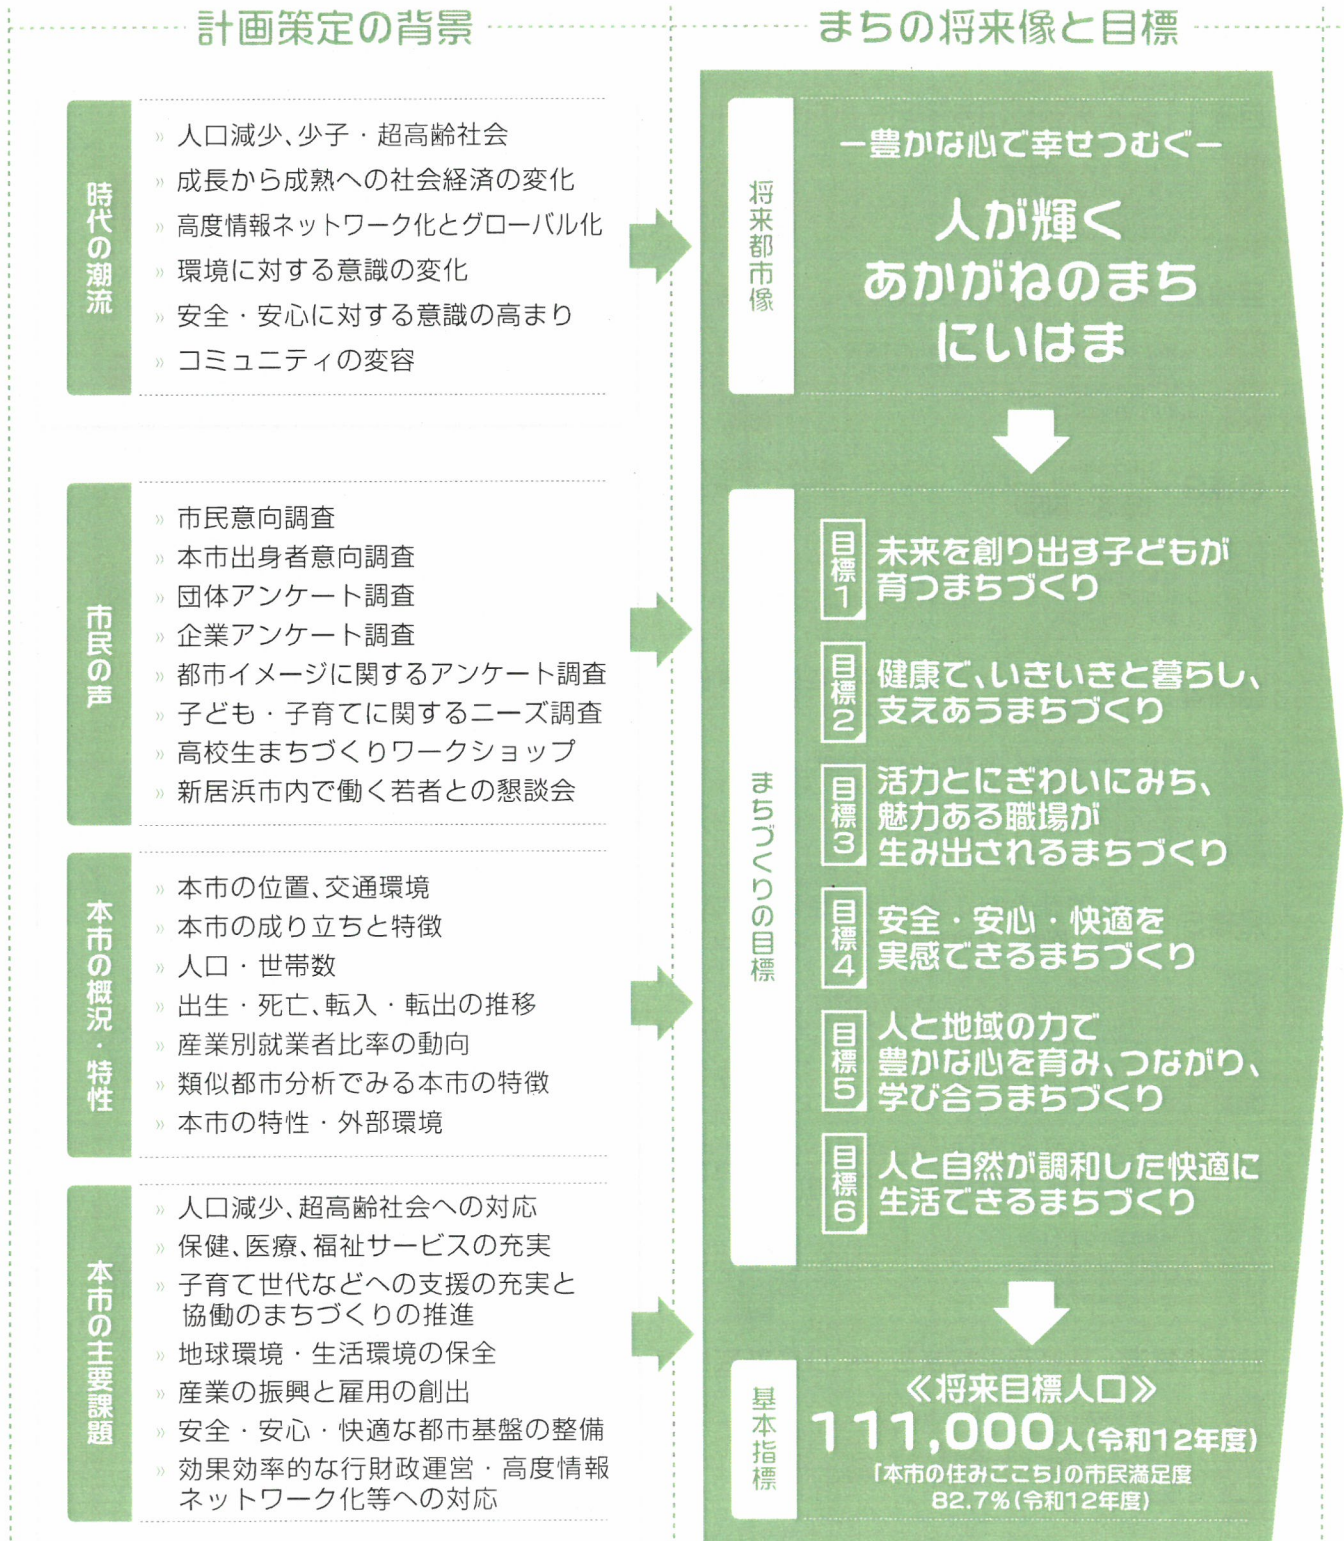 計画策定の背景
時代の潮流
» 人口減少、少子・超高齢社会
» 成長から成熟への社会経済の変化
» 高度情報ネットワーク化とグローバル化
» 環境に対する意識の変化
» 安全・安心に対する意識の高まり
» コミュニティの変容
市民の声
» 市民意向調査
» 本市出身者意向調査
» 団体アンケート調査
» 企業アンケート調査
» 都市イメージに関するアンケート調査
» 子ども・子育てに関するニーズ調査
» 高校生まちづくりワークショップ
» 新居浜市内で働く若者との懇談会
本市の概況・特性
» 本市の位置、交通環境
» 本市の成り立ちと特徴
» 人口・世帯数
» 出生・死亡、転入・転出の推移
» 産業別就業者比率の動向
» 類似都市分析でみる本市の特徴
» 本市の特性・外部環境
本市の主要課題
» 人口減少、超高齢社会への対応
» 保健、医療、福祉サービスの充実
» 子育て世代などへの支援の充実と
協働のまちづくりの推進
» 地球環境・生活環境の保全
» 産業の振興と雇用の創出
» 安全・安心・快適な都市基盤の整備
» 効果効率的な行財政運営・高度情報
ネットワーク化等への対応
まちの将来像と目標
将来都市像
ー豊かな心で幸せつむぐー
人が輝く
あかがねのまち
にいはま
まちづくりの目標
目標1
未来を創り出す子どもが
育つまちづくり
目標2
健康で、いきいきと暮らし、
支えあうまちづくり
目標3
活力とにぎわいにみち、
魅力ある職場が
生み出されるまちづくり
目標4
安全・安心・快適を
実感できるまちづくり
目標5
人と地域の力で
豊かな心を育み、つながり、
学び合うまちづくり
目標6
人と自然が調和した快適に
生活できるまちづくり
基本指標
≪将来目標人口≫
111,000人(令和12年度)
「本市の住みここち」の市民満足度
82.7%(令和12年度)